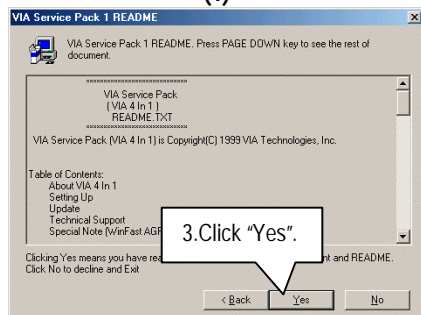 VIA Service Pack 1 README
VIA Service Pack 1 README. Press PAGE DOWN key to see the rest of
document.
==========================
VIA Service Pack
( VIA 4 In 1 )
README.TXT
==========================
VIA Service Pack (VIA 4 In 1) is Copyright(C) 1999 VIA Technologies, Inc.
Table of Contents:
About VIA 4 In 1
Setting Up
Update
Technical Support
Special Note (WinFast
3.Click "Yes".
Clicking Yes means you have nt and README.
Click No to decline and Exit
< Back
Yes
No